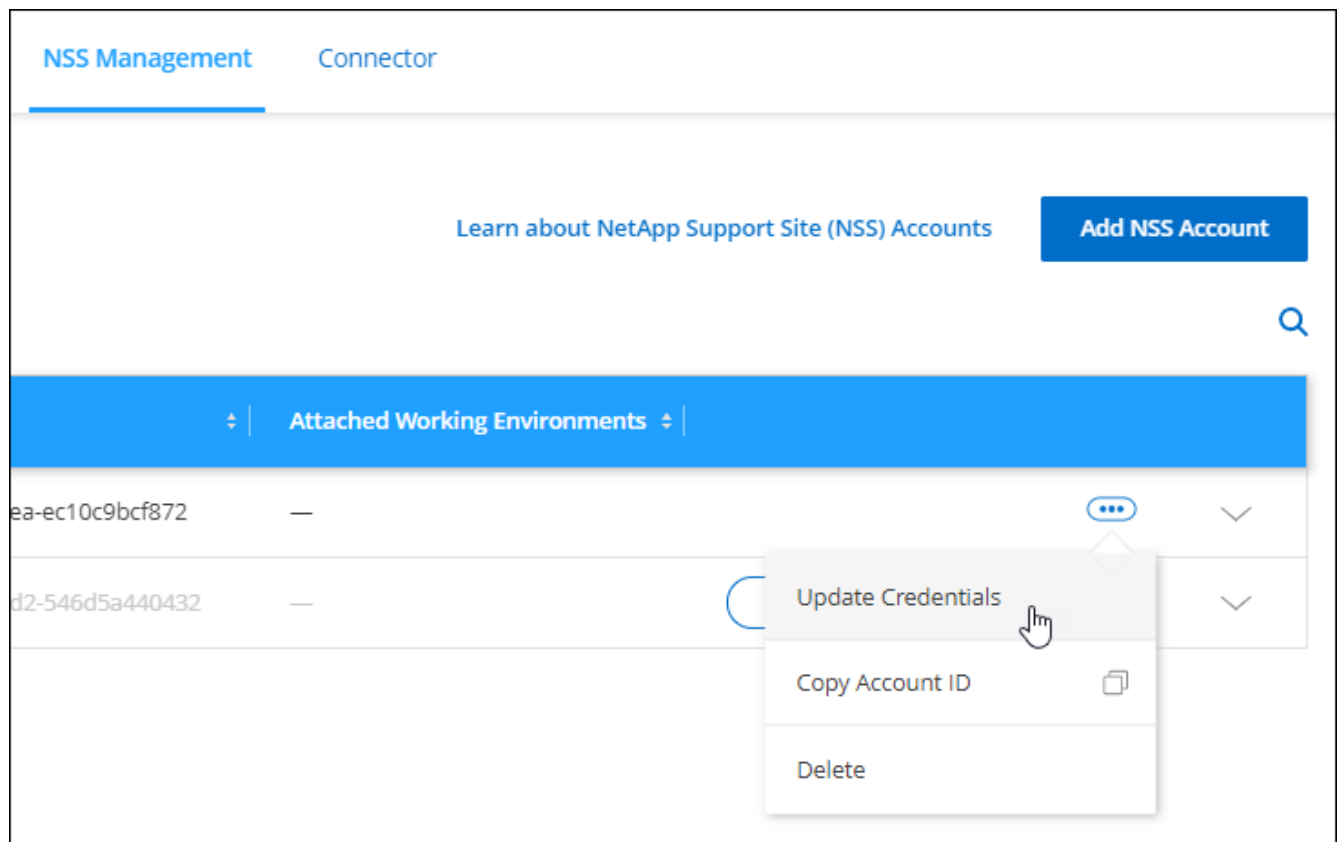 NSS Management Connector
Learn about NetApp Support Site (NSS) Accounts Add NSS Account
Attached Working Environments
ea-ec10c9bcf872 —
d2-546d5a440432 —
Update Credentials
Copy Account ID
Delete